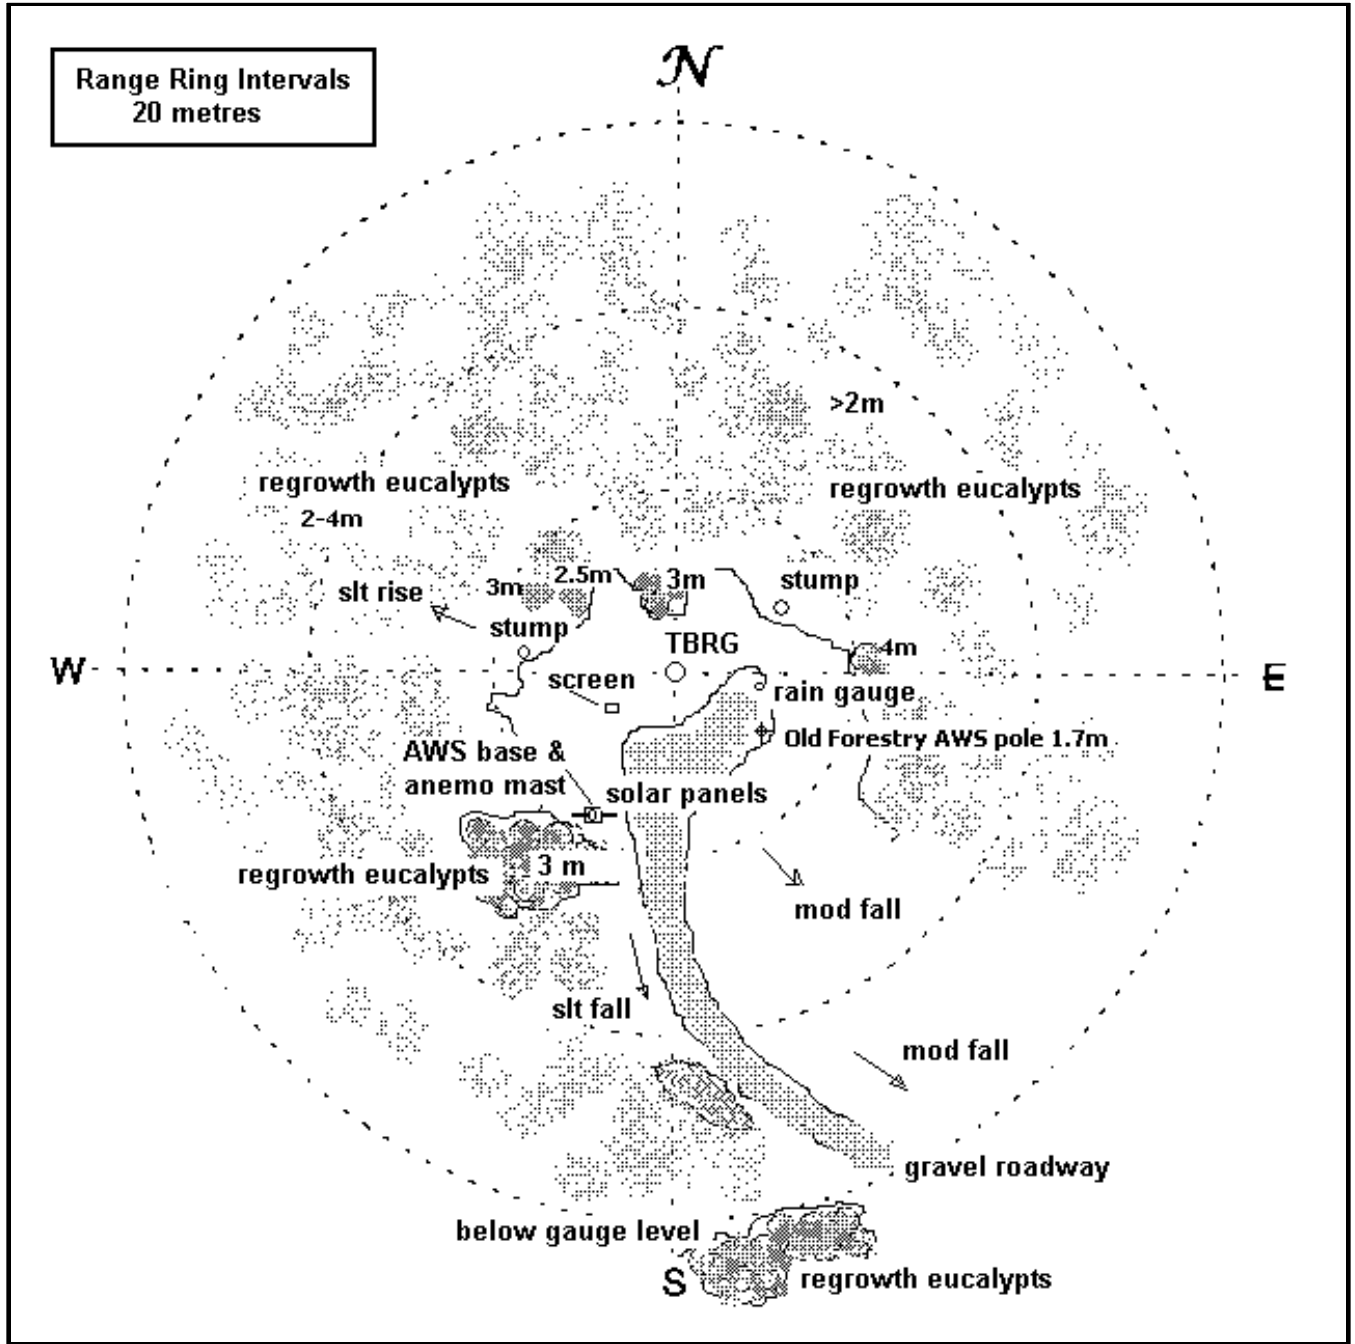 N
Range Ring Intervals
20 metres
>2m
regrowth eucalypts
2-4m
regrowth eucalypts
slt rise
3m
2.5m
3m
stump
stump
TBRG
4m
W
E
screen
rain gauge
AWS base &
anemo mast
Old Forestry AWS pole 1.7m
solar panels
regrowth eucalypts
3 m
mod fall
slt fall
mod fall
gravel roadway
below gauge level
S
regrowth eucalypts